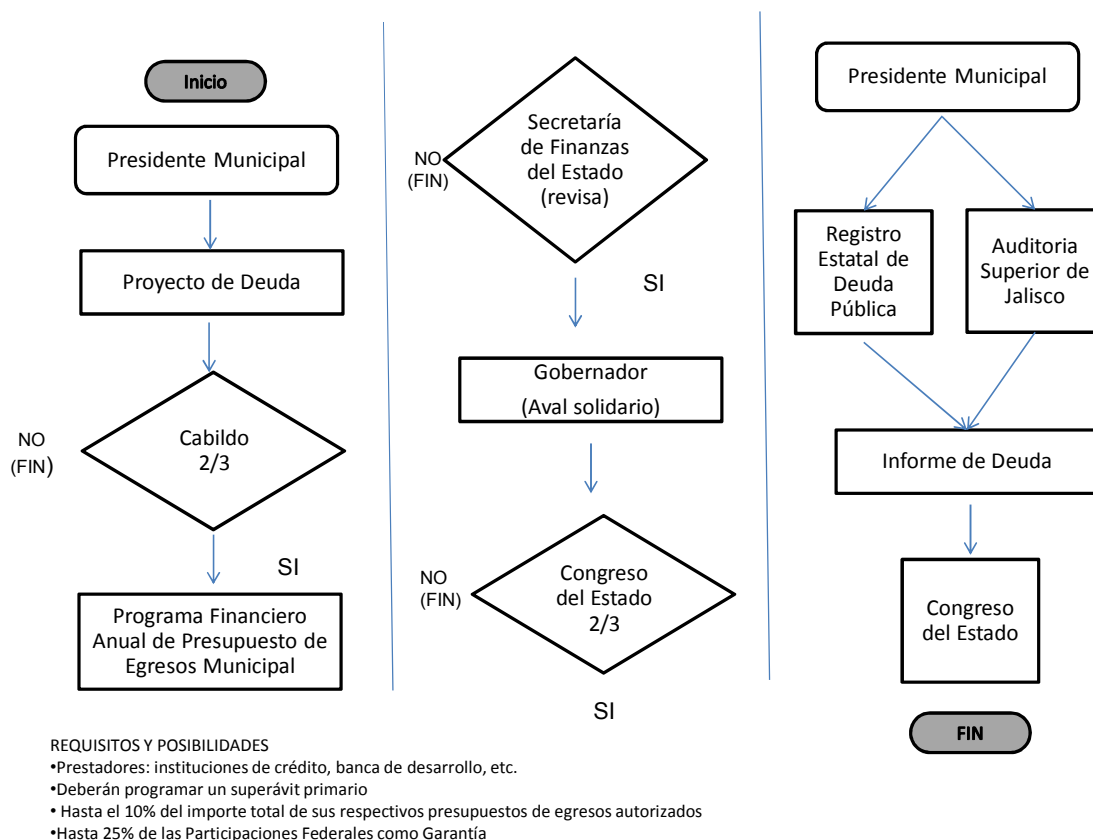 Inicio
Presidente Municipal
Proyecto de Deuda
Cabildo
2/3
NO
(FIN)
SI
Programa Financiero
Anual de Presupuesto de
Egresos Municipal
Secretaría
de Finanzas
del Estado
(revisa)
NO
(FIN)
SI
Gobernador
(Aval solidario)
Congreso
del Estado
2/3
NO
(FIN)
SI
Presidente Municipal
Registro
Estatal de
Deuda
Pública
Auditoria
Superior de
Jalisco
Informe de Deuda
Congreso
del Estado
FIN
REQUISITOS Y POSIBILIDADES
•Prestadores: instituciones de crédito, banca de desarrollo, etc.
•Deberán programar un superávit primario
• Hasta el 10% del importe total de sus respectivos presupuestos de egresos autorizados
•Hasta 25% de las Participaciones Federales como Garantía